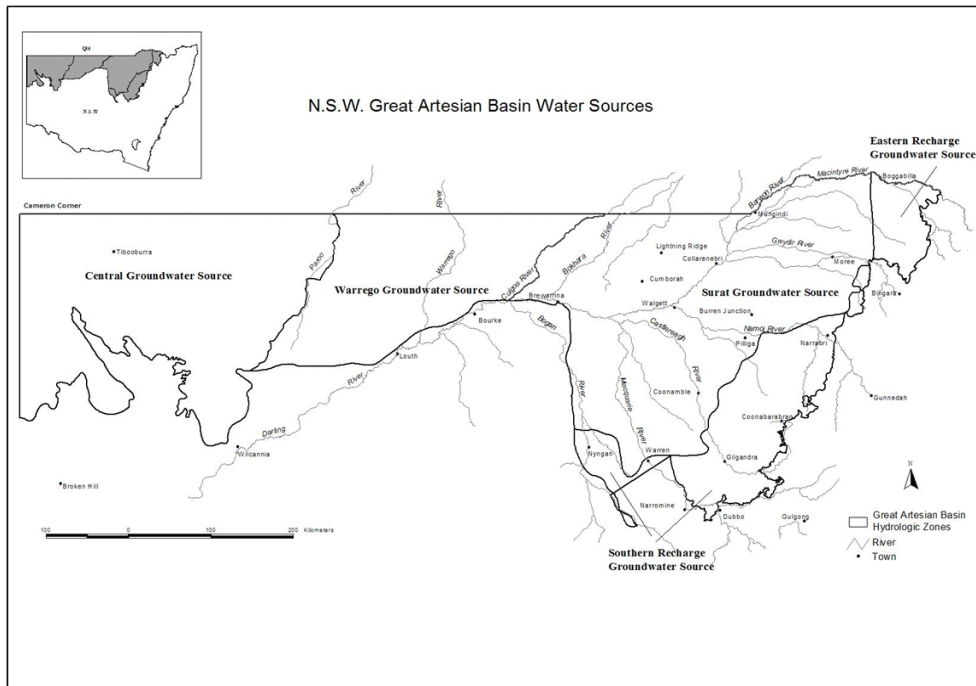 Qld
N.S.W
N.S.W. Great Artesian Basin Water Sources
Eastern Recharge
Groundwater Source
Cameron Corner
River
River
River
Barwon River
Macintyre River
Boggabilla
Mungindi
Tibooburra
Paroo
Warrego
Culgoa River
Bokhara
Lightning Ridge
Collarenebri
Gwydir River
Moree
Central Groundwater Source
Warrego Groundwater Source
Cumborah
Surat Groundwater Source
Bingara
Brewarrina
Walgett
Burren Junction
Bourke
Bogan
Castlereagh
Namoi River
Pilliga
Narrabri
Louth
River
River
Macquarie
Coonamble
River
Gunnedah
Darling
Coonabarabran
River
Wilcannia
Nyngan
Warren
Gilgandra
Broken Hill
N
Narromine
Dubbo
Gulgong
100 0 100 200 Kilometers
Southern Recharge
Groundwater Source
Great Artesian Basin
Hydrologic Zones
River
Town